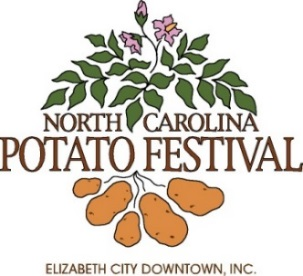 NORTH CAROLINA
POTATO FESTIVAL
ELIZABETH CITY DOWNTOWN, INC.